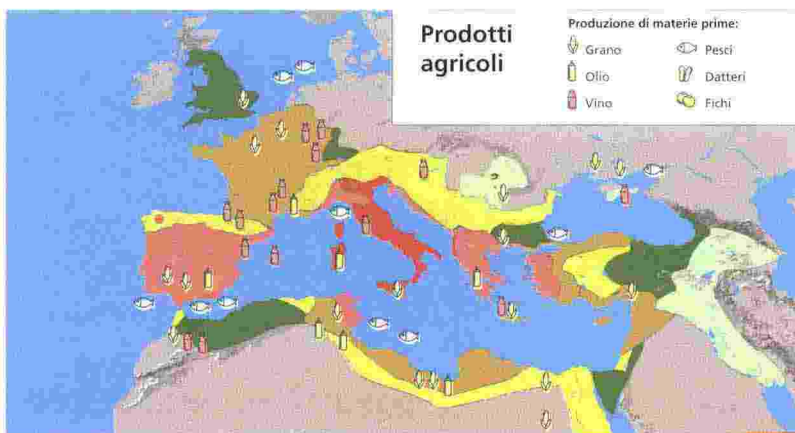 Prodotti
agricoli
Produzione di materie prime:
Grano
Olio
Vino
Pesci
Datteri
Fichi